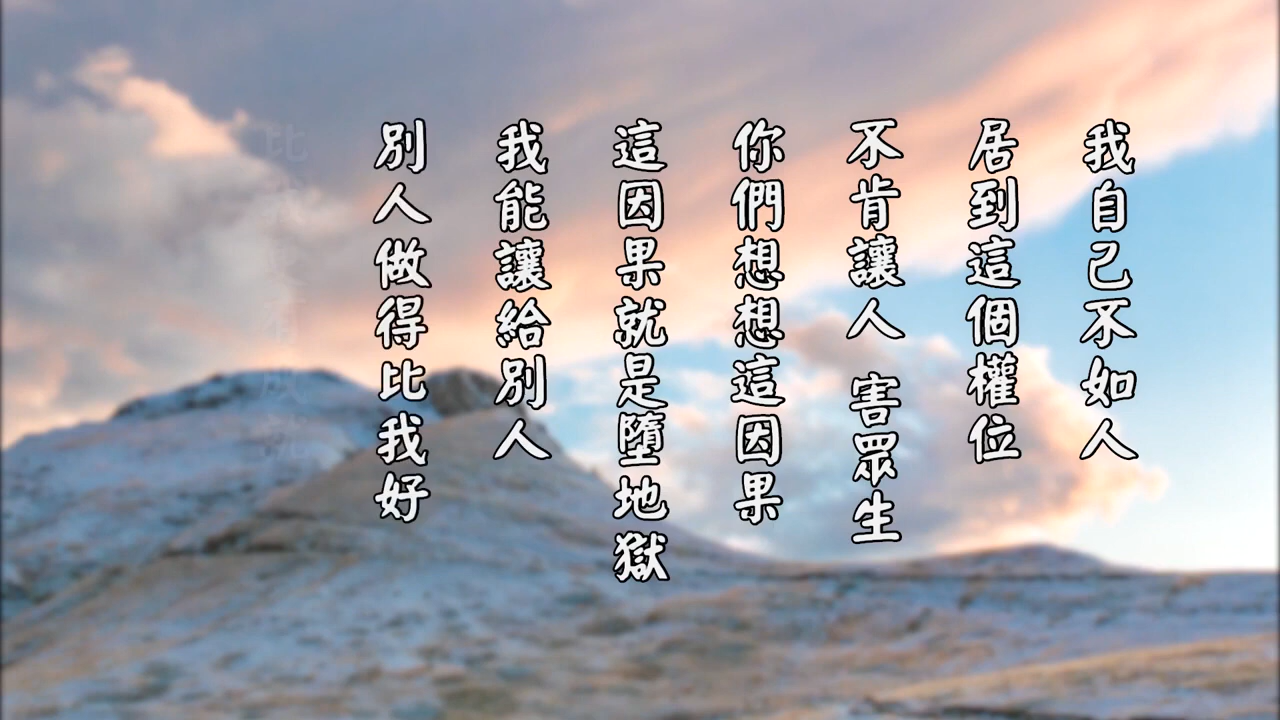 我自己不如人
居到這個權位
不肯讓人 害眾生
你們想想這因果
這因果就是墮地獄
我能讓給別人
別人做得比我好